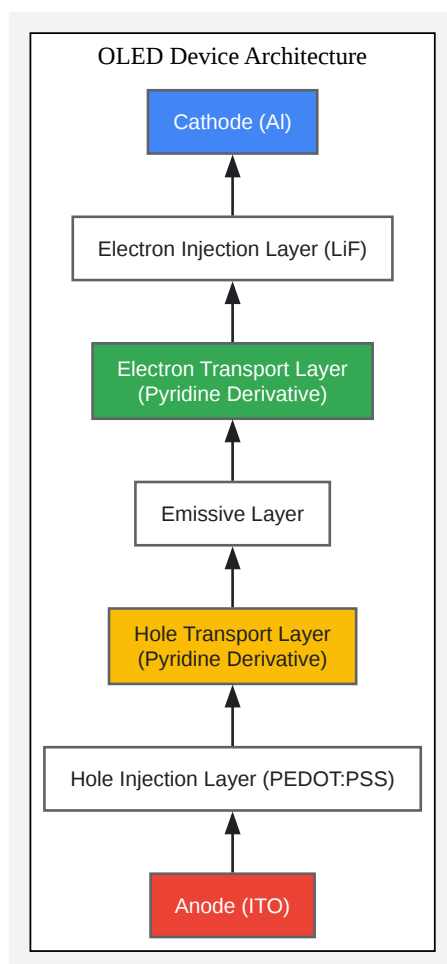 OLED Device Architecture
Cathode (Al)
Electron Injection Layer (LiF)
Electron Transport Layer
(Pyridine Derivative)
Emissive Layer
Hole Transport Layer
(Pyridine Derivative)
Hole Injection Layer (PEDOT:PSS)
Anode (ITO)